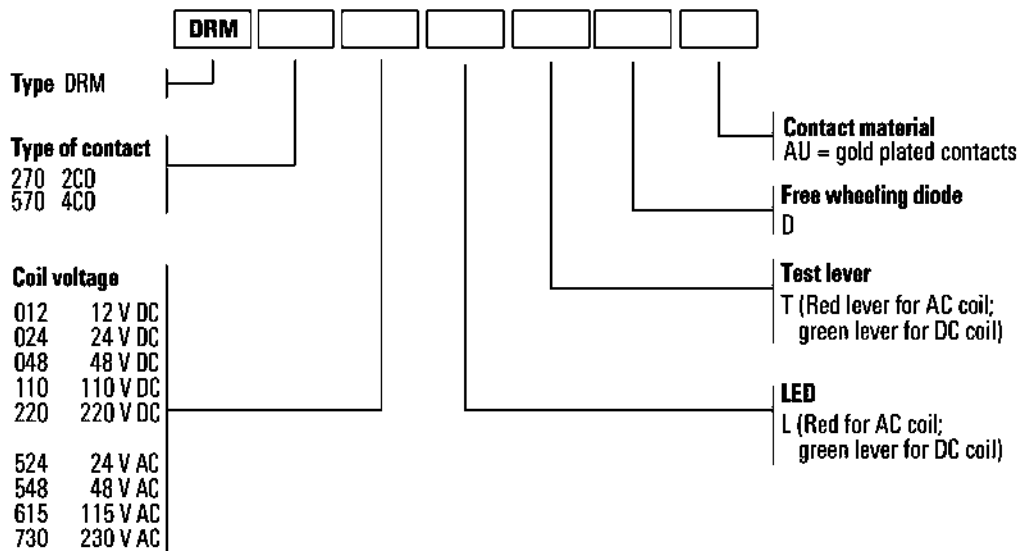 DRM
Type DRM
Type of contact
270 2CO
570 4CO
Coil voltage
012 12 V DC
024 24 V DC
048 48 V DC
110 110 V DC
220 220 V DC
524 24 V AC
548 48 V AC
615 115 V AC
730 230 V AC
Contact material
AU = gold plated contacts
Free wheeling diode
D
Test lever
T (Red lever for AC coil;
green lever for DC coil)
LED
L (Red for AC coil;
green lever for DC coil)